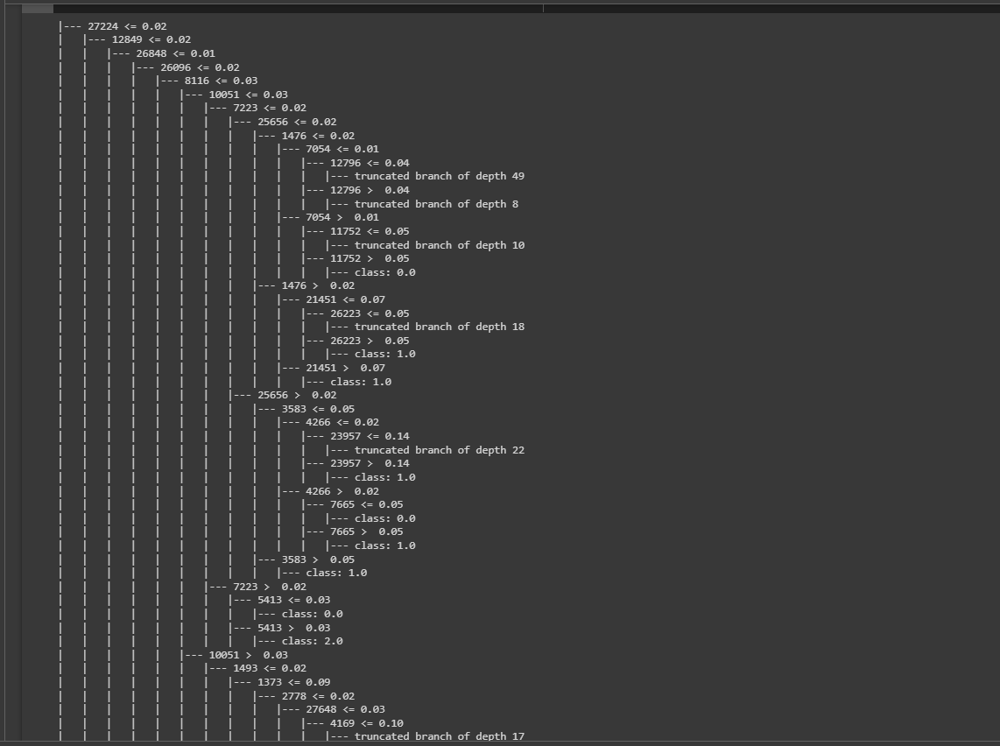 |--- 27224 <= 0.02
|   |--- 12849 <= 0.02
|   |   |--- 26848 <= 0.01
|   |   |   |--- 26096 <= 0.02
|   |   |   |   |--- 8116 <= 0.03
|   |   |   |   |   |--- 10051 <= 0.03
|   |   |   |   |   |   |--- 7223 <= 0.02
|   |   |   |   |   |   |   |--- 25656 <= 0.02
|   |   |   |   |   |   |   |   |--- 1476 <= 0.02
|   |   |   |   |   |   |   |   |   |--- 7054 <= 0.01
|   |   |   |   |   |   |   |   |   |   |--- 12796 <= 0.04
|   |   |   |   |   |   |   |   |   |   |   |--- truncated branch of depth 49
|   |   |   |   |   |   |   |   |   |   |--- 12796 >  0.04
|   |   |   |   |   |   |   |   |   |   |   |--- truncated branch of depth 8
|   |   |   |   |   |   |   |   |   |--- 7054 >  0.01
|   |   |   |   |   |   |   |   |   |   |--- 11752 <= 0.05
|   |   |   |   |   |   |   |   |   |   |   |--- truncated branch of depth 10
|   |   |   |   |   |   |   |   |   |   |--- 11752 >  0.05
|   |   |   |   |   |   |   |   |   |   |   |--- class: 0.0
|   |   |   |   |   |   |   |   |--- 1476 >  0.02
|   |   |   |   |   |   |   |   |   |--- 21451 <= 0.07
|   |   |   |   |   |   |   |   |   |   |--- 26223 <= 0.05
|   |   |   |   |   |   |   |   |   |   |   |--- truncated branch of depth 18
|   |   |   |   |   |   |   |   |   |   |--- 26223 >  0.05
|   |   |   |   |   |   |   |   |   |   |   |--- class: 1.0
|   |   |   |   |   |   |   |   |   |--- 21451 >  0.07
|   |   |   |   |   |   |   |   |   |   |--- class: 1.0
|   |   |   |   |   |   |   |--- 25656 >  0.02
|   |   |   |   |   |   |   |   |--- 3583 <= 0.05
|   |   |   |   |   |   |   |   |   |--- 4266 <= 0.02
|   |   |   |   |   |   |   |   |   |   |--- 23957 <= 0.14
|   |   |   |   |   |   |   |   |   |   |   |--- truncated branch of depth 22
|   |   |   |   |   |   |   |   |   |   |--- 23957 >  0.14
|   |   |   |   |   |   |   |   |   |   |   |--- class: 1.0
|   |   |   |   |   |   |   |   |   |--- 4266 >  0.02
|   |   |   |   |   |   |   |   |   |   |--- 7665 <= 0.05
|   |   |   |   |   |   |   |   |   |   |   |--- class: 0.0
|   |   |   |   |   |   |   |   |   |   |--- 7665 >  0.05
|   |   |   |   |   |   |   |   |   |   |   |--- class: 1.0
|   |   |   |   |   |   |   |   |--- 3583 >  0.05
|   |   |   |   |   |   |   |   |   |--- class: 1.0
|   |   |   |   |   |   |--- 7223 >  0.02
|   |   |   |   |   |   |   |--- 5413 <= 0.03
|   |   |   |   |   |   |   |   |--- class: 0.0
|   |   |   |   |   |   |   |--- 5413 >  0.03
|   |   |   |   |   |   |   |   |--- class: 2.0
|   |   |   |   |   |--- 10051 >  0.03
|   |   |   |   |   |   |--- 1493 <= 0.02
|   |   |   |   |   |   |   |--- 1373 <= 0.09
|   |   |   |   |   |   |   |   |--- 2778 <= 0.02
|   |   |   |   |   |   |   |   |   |--- 27648 <= 0.03
|   |   |   |   |   |   |   |   |   |   |--- 4169 <= 0.10
|   |   |   |   |   |   |   |   |   |   |   |--- truncated branch of depth 17